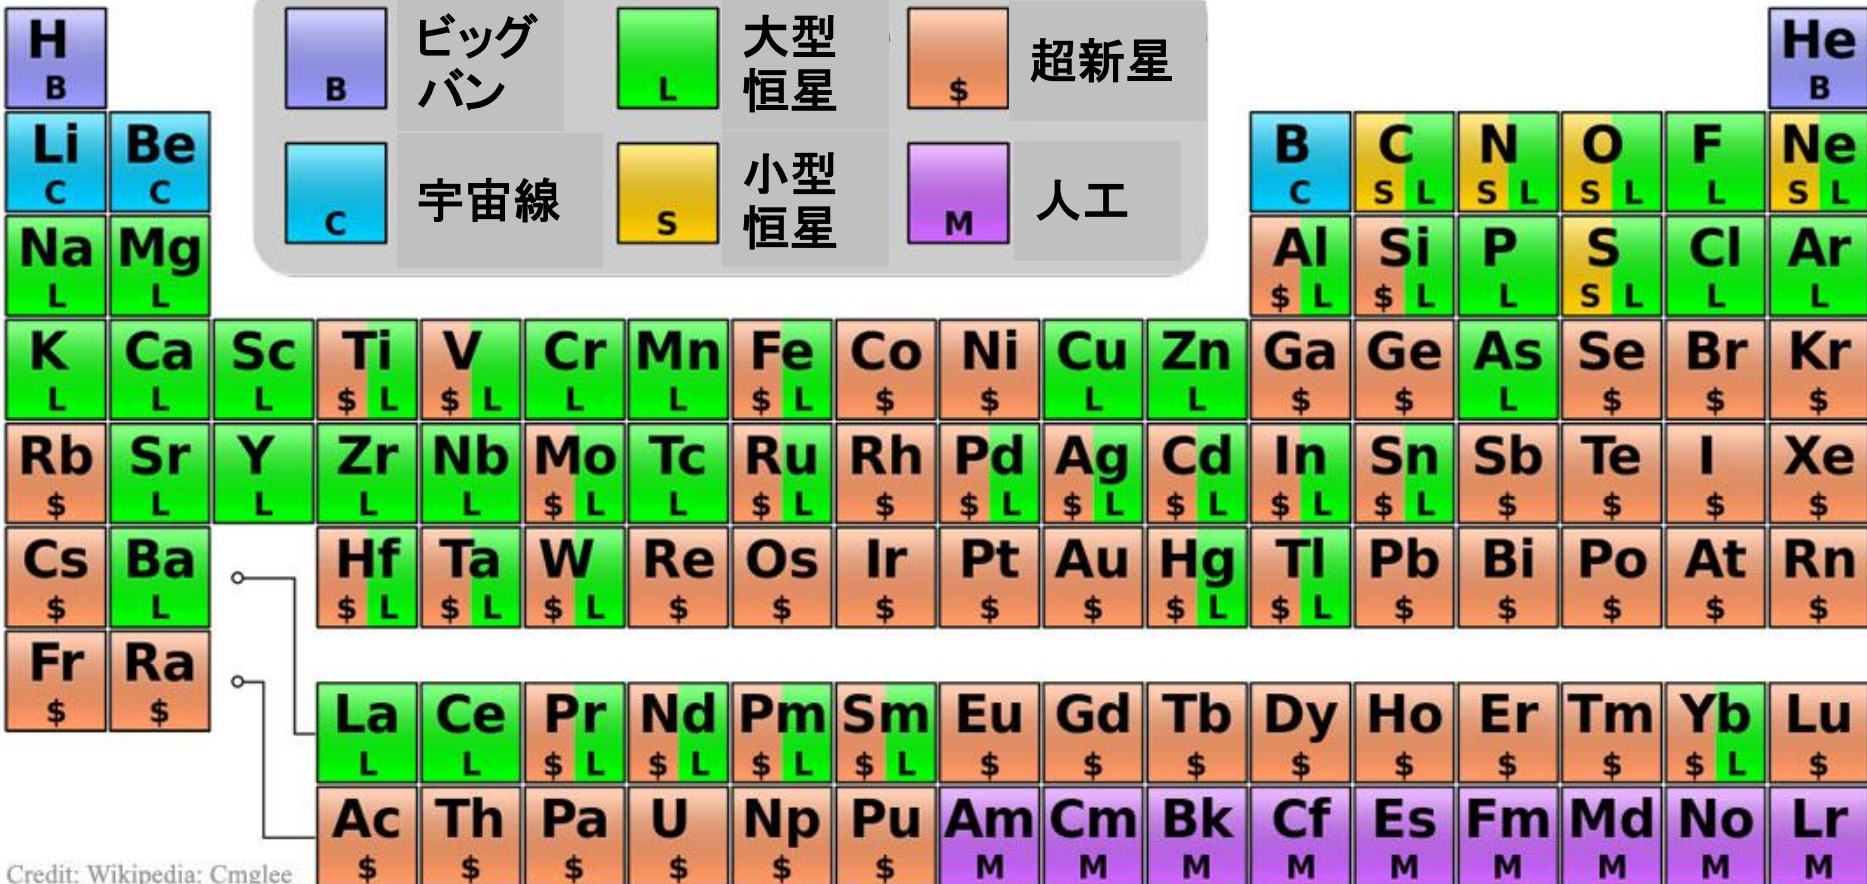 H
B
ビッグ
バン
B
大型
恒星
L
超新星
$
He
B
Li
C
Be
C
宇宙線
C
小型
恒星
S
人工
M
B
C
C
S L
N
S L
O
S L
F
L
Ne
S L
Na
L
Mg
L
Al
$ L
Si
$ L
P
L
S
S L
Cl
L
Ar
L
K Ca Sc Ti V Cr Mn Fe Co Ni Cu Zn Ga Ge As Se Br Kr
L L L $ L $ L L L $ L $ $ L L $ $ L $ $ $
Rb Sr Y Zr Nb Mo Tc Ru Rh Pd Ag Cd In Sn Sb Te I Xe
$ L L L L $ L L $ L $ $ L $ L $ L $ L $ L $ $ $ $
Cs Ba Hf Ta W Re Os Ir Pt Au Hg Tl Pb Bi Po At Rn
$ L $ L $ L $ L $ $ $ $ $ $ L $ L $ $ $ $ $
Fr Ra
$ $
La Ce Pr Nd Pm Sm Eu Gd Tb Dy Ho Er Tm Yb Lu
L L $ L $ L $ L $ L $ $ $ $ $ $ $ $ L $
Ac Th Pa U Np Pu Am Cm Bk Cf Es Fm Md No Lr
$ $ $ $ $ $ M M M M M M M M M
Credit: Wikipedia: Cmglee